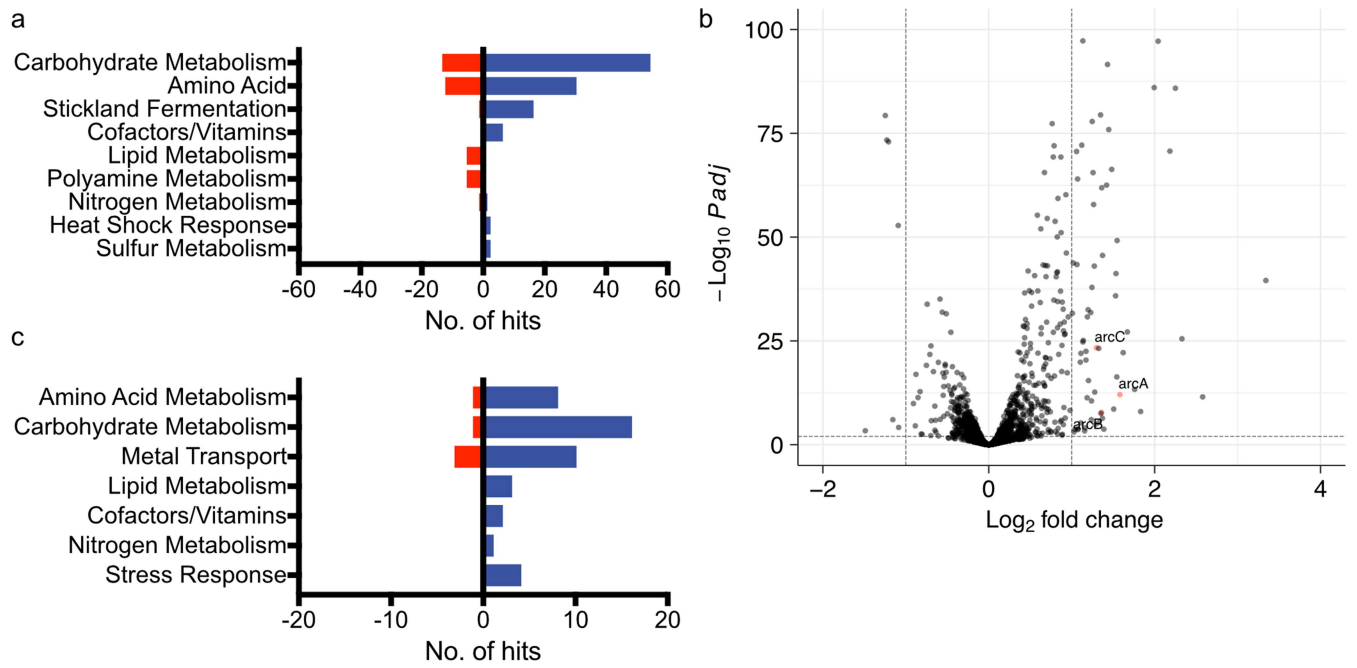 a
Carbohydrate Metabolism
Amino Acid
Stickland Fermentation
Cofactors/Vitamins
Lipid Metabolism
Polyamine Metabolism
Nitrogen Metabolism
Heat Shock Response
Sulfur Metabolism
-60 -40 -20 0 20 40 60
No. of hits
b
100
75
50
25
0
−Log10 Padj
arcC
arcA
arcB
−2 0 2 4
Log2 fold change
c
Amino Acid Metabolism
Carbohydrate Metabolism
Metal Transport
Lipid Metabolism
Cofactors/Vitamins
Nitrogen Metabolism
Stress Response
-20 -10 0 10 20
No. of hits